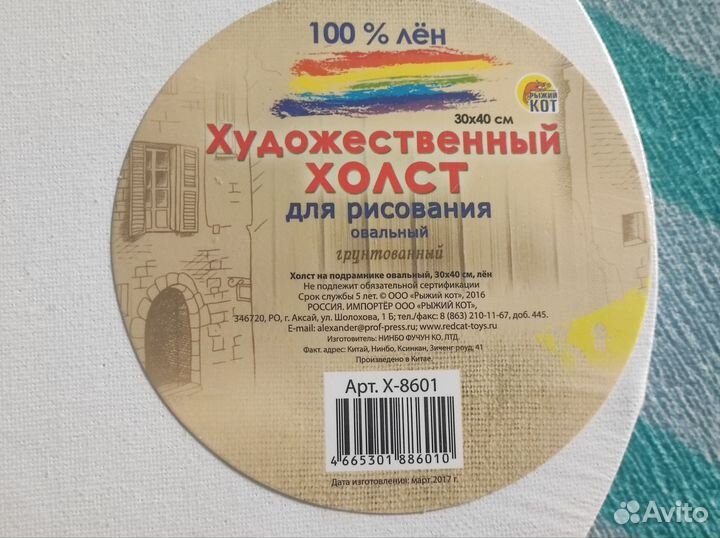 100 % лён
РЫЖИЙ
КОТ
30х40 см
Художественный
ХОЛСТ
для рисования
овальный
грунтованный
Холст на подрамнике овальный, 30х40 см, лён
Не подлежит обязательной сертификации
Срок службы 5 лет. © ООО «Рыжий кот», 2016
РОССИЯ. ИМПОРТЁР ООО «РЫЖИЙ КОТ»,
346720, РО, г. Аксай, ул. Шолохова, 1 Б; тел./факс: 8 (863) 210-11-67, доб. 445.
E-mail: alexander@prof-press.ru; www.redcat-toys.ru
Изготовитель: НИНБО ФУЧУН КО, ЛТД.
Факт. адрес: Китай, Нинбо, Ксинкан, Зиченг роуд, 41
Произведено в Китае.
Арт. Х-8601
4 665301 886010
Дата изготовления: март 2017 г.
Avito